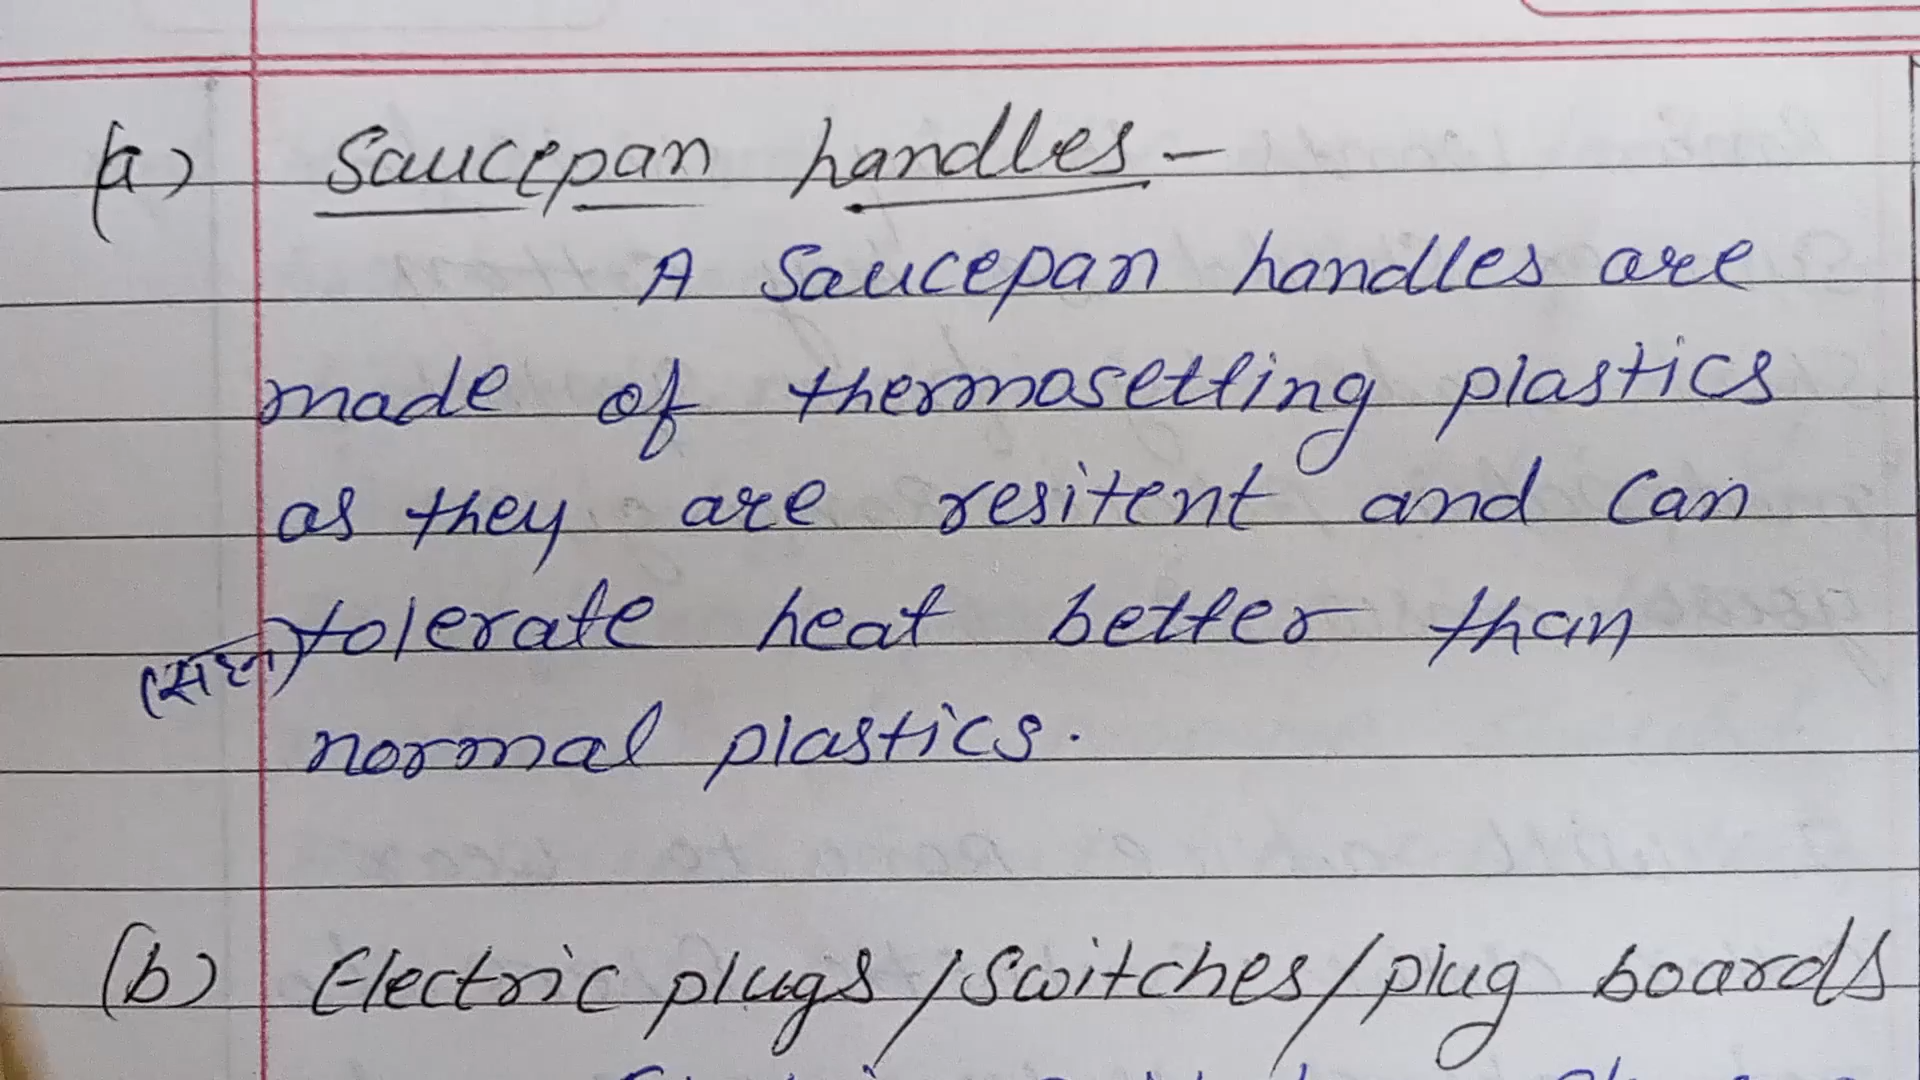 (a) Saucepan handles -
A Saucepan handles are
made of thermosetting plastics
as they are resitent and can
tolerate heat better than
(सहन)
normal plastics.
(b) Electric plugs / Switches / plug boards